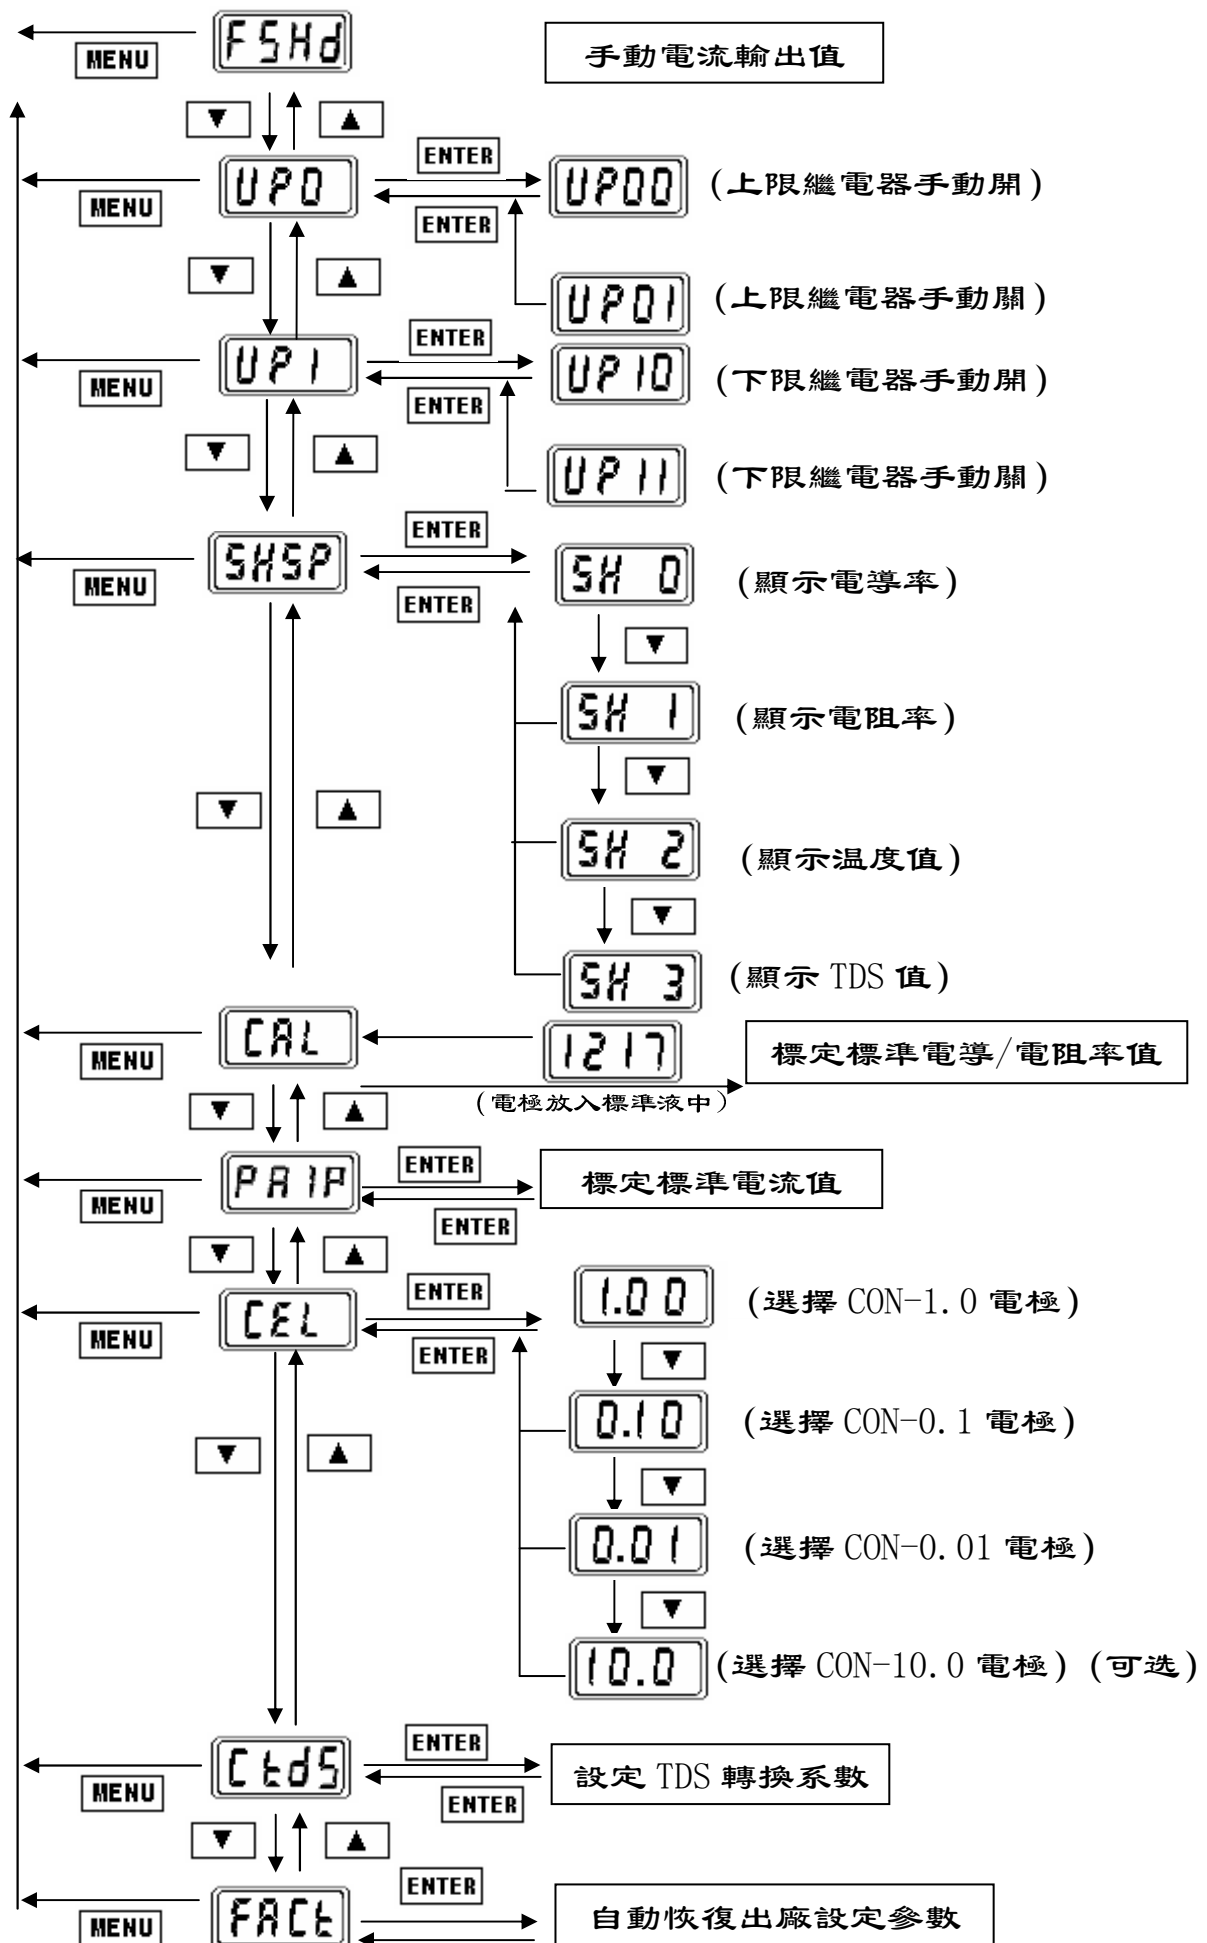 FSHd
MENU
手動電流輸出值
▼ ▲
UP0
MENU
ENTER
ENTER
UP00 (上限繼電器手動開)
▼ ▲
UP01 (上限繼電器手動關)
UP1
MENU
ENTER
ENTER
UP10 (下限繼電器手動開)
▼ ▲
UP11 (下限繼電器手動關)
SHSP
MENU
ENTER
ENTER
SH 0 (顯示電導率)
▼
SH 1 (顯示電阻率)
▼
▼ ▲
SH 2 (顯示温度值)
▼
SH 3 (顯示 TDS 值)
CAL
MENU
1217
標定標準電導/電阻率值
(電極放入標準液中)
▼ ▲
PA1P
MENU
ENTER
ENTER
標定標準電流值
▼ ▲
CEL
MENU
ENTER
ENTER
1.00 (選擇 CON-1.0 電極)
▼
0.10 (選擇 CON-0.1 電極)
▼ ▲
▼
0.01 (選擇 CON-0.01 電極)
▼
10.0 (選擇 CON-10.0 電極) (可选)
CtdS
MENU
ENTER
ENTER
設定 TDS 轉換系數
▼ ▲
FACt
MENU
ENTER
自動恢復出廠設定參數